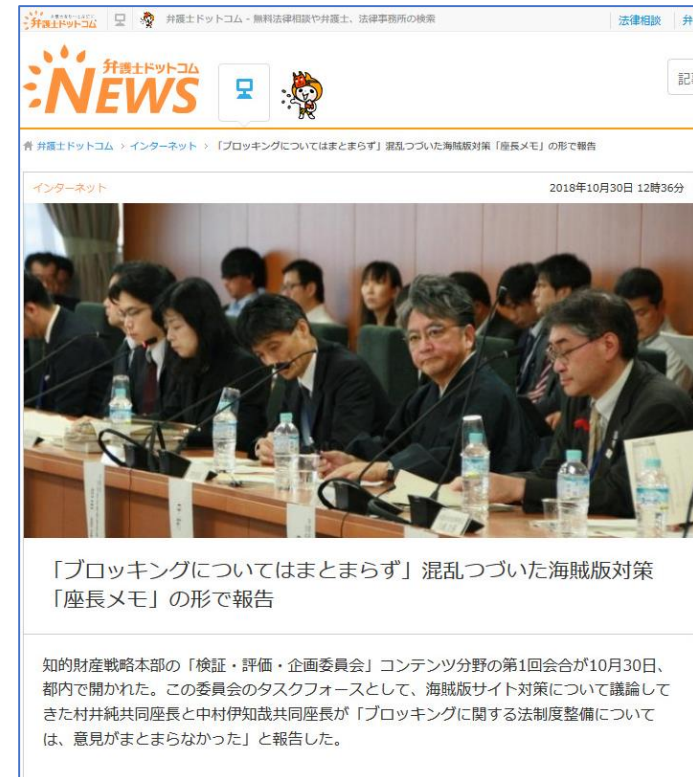 弁護士ドットコム
弁護士ドットコム - 無料法律相談や弁護士、法律事務所の検索
法律相談
弁護士ドットコム
NEWS
弁護士ドットコム > インターネット > 「ブロッキングについてはまとまらず」混乱つづいた海賊版対策「座長メモ」の形で報告
インターネット
2018年10月30日 12時36分
「ブロッキングについてはまとまらず」混乱つづいた海賊版対策
「座長メモ」の形で報告
知的財産戦略本部の「検証・評価・企画委員会」コンテンツ分野の第1回会合が10月30日、
都内で開かれた。この委員会のタスクフォースとして、海賊版サイト対策について議論して
きた村井純共同座長と中村伊知哉共同座長が「ブロッキングに関する法制度整備について
は、意見がまとまらなかった」と報告した。